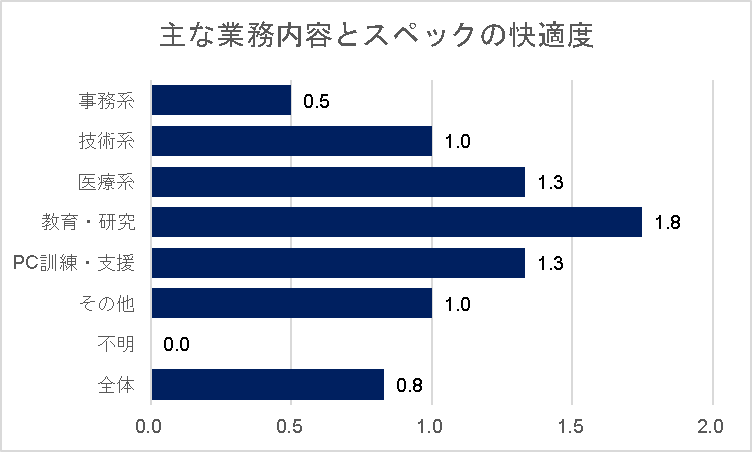 主な業務内容とスペックの快適度
事務系 0.5
技術系 1.0
医療系 1.3
教育・研究 1.8
PC訓練・支援 1.3
その他 1.0
不明 0.0
全体 0.8
0.0 0.5 1.0 1.5 2.0